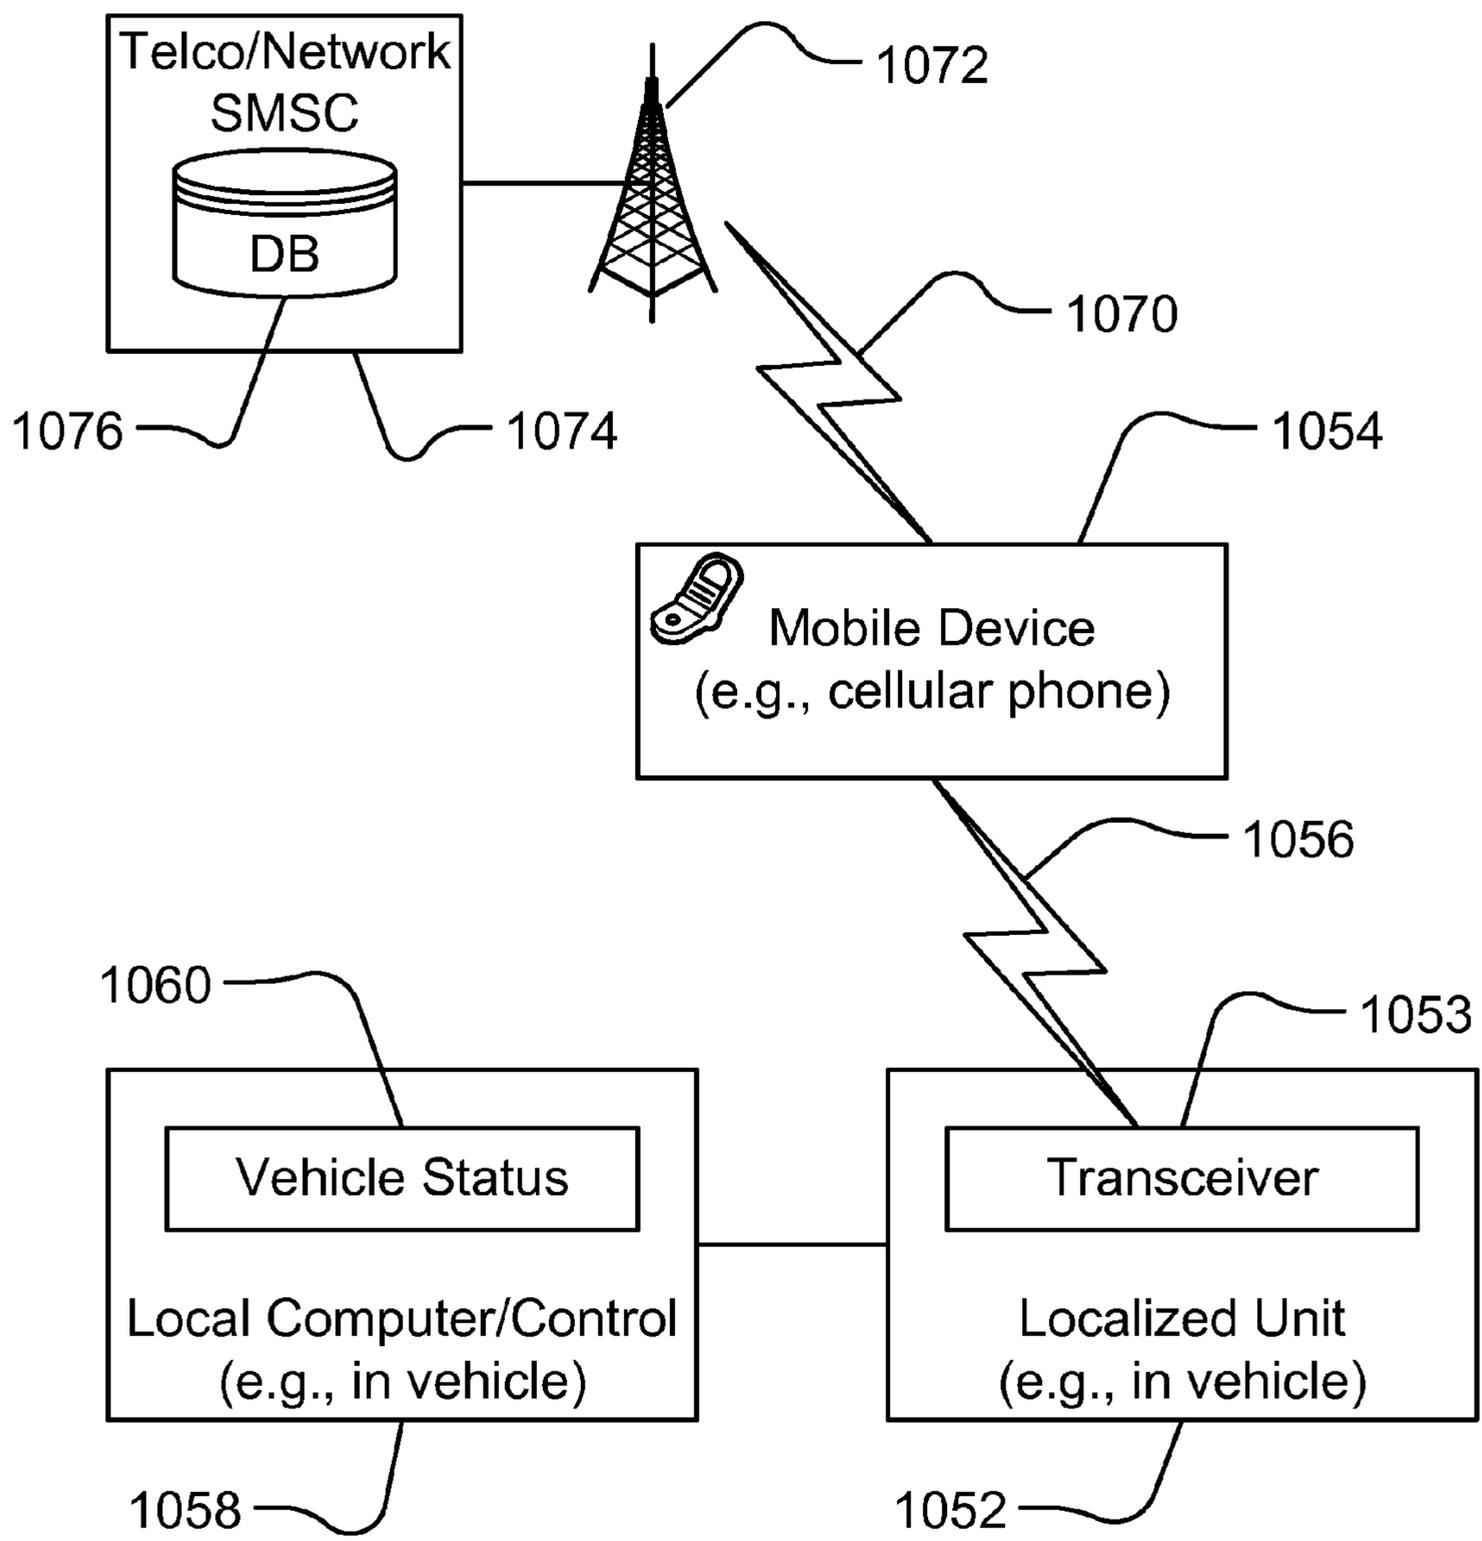 Telco/Network
SMSC
DB
1072
1070
1076
1074
1054
Mobile Device
(e.g., cellular phone)
1056
1060
1053
Vehicle Status
Transceiver
Local Computer/Control
(e.g., in vehicle)
Localized Unit
(e.g., in vehicle)
1058
1052